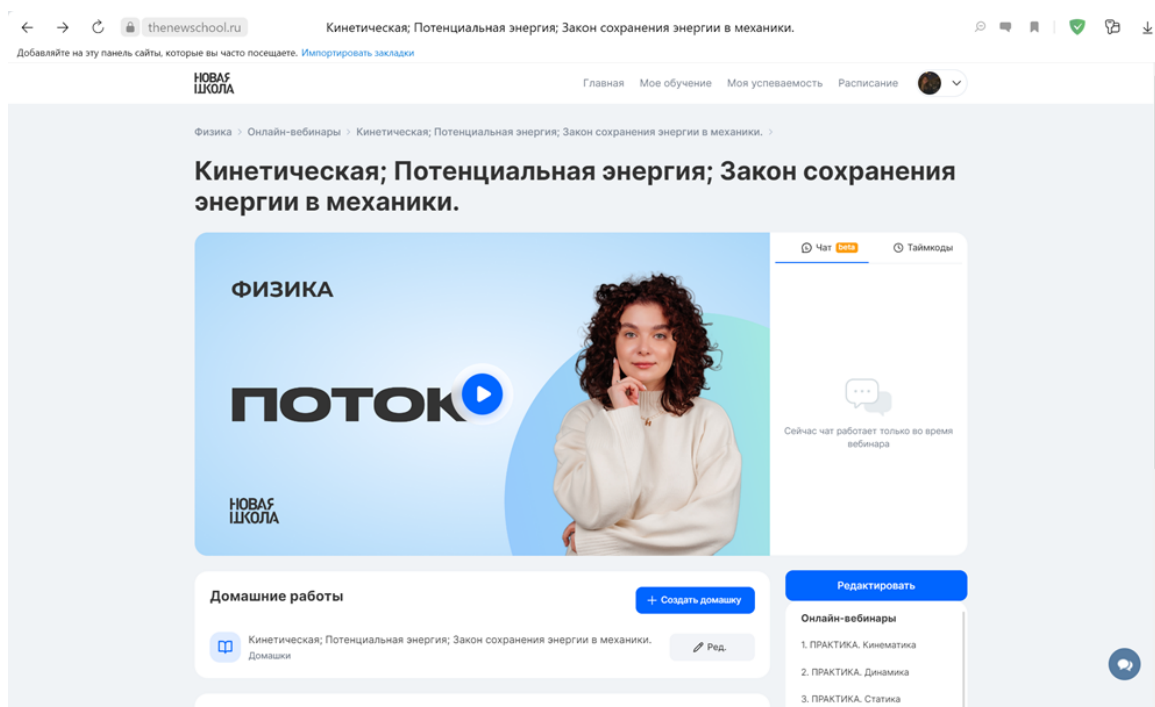 thenewschool.ru
Кинетическая; Потенциальная энергия; Закон сохранения энергии в механики.
Добавляйте на эту панель сайты, которые вы часто посещаете. Импортировать закладки
НОВАЯ
ШКОЛА
Главная Мое обучение Моя успеваемость Расписание
Физика > Онлайн-вебинары > Кинетическая; Потенциальная энергия; Закон сохранения энергии в механики. >
Кинетическая; Потенциальная энергия; Закон сохранения
энергии в механики.
ФИЗИКА
ПОТОК
НОВАЯ
ШКОЛА
Чат beta Таймкоды
Сейчас чат работает только во время
вебинара
Домашние работы
+ Создать домашку
Кинетическая; Потенциальная энергия; Закон сохранения энергии в механики.
Домашки
Ред.
Редактировать
Онлайн-вебинары
1. ПРАКТИКА. Кинематика
2. ПРАКТИКА. Динамика
3. ПРАКТИКА. Статика